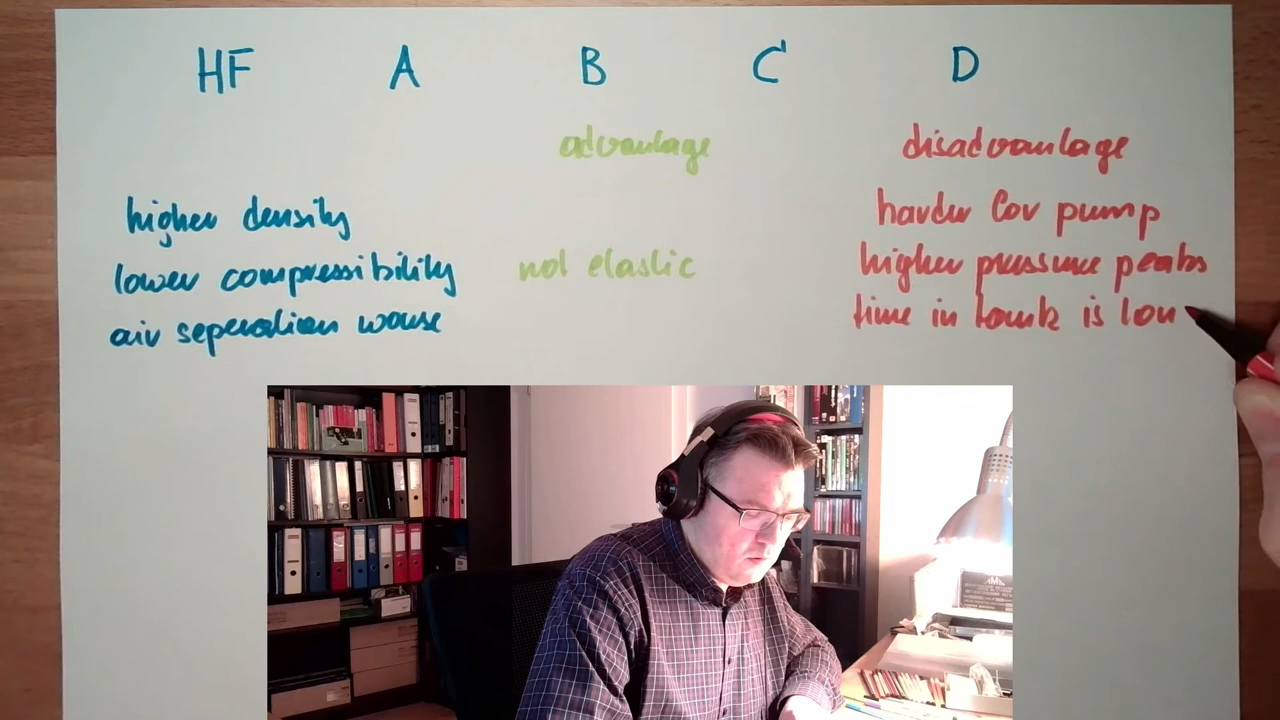 HF A B C D
advantage disadvantage
higher density harder for pump
lower compressibility not elastic higher pressure peaks
air seperation worse time in tank is lon